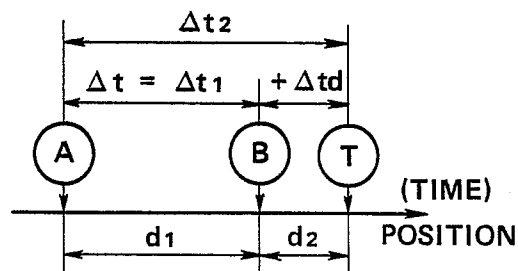 Δt2
Δt = Δt1 + Δtd
A B T
(TIME)
d1 d2 POSITION